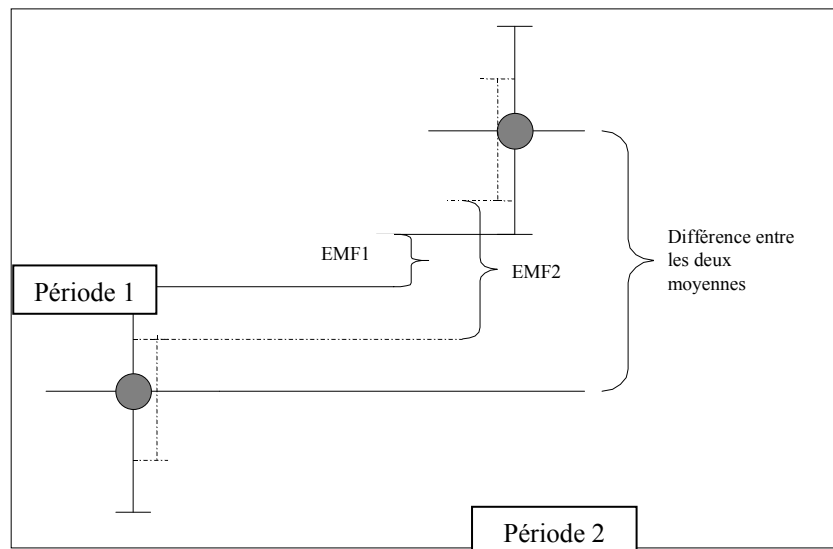 EMF1
Différence entre
les deux
moyennes
EMF2
Période 1
Période 2